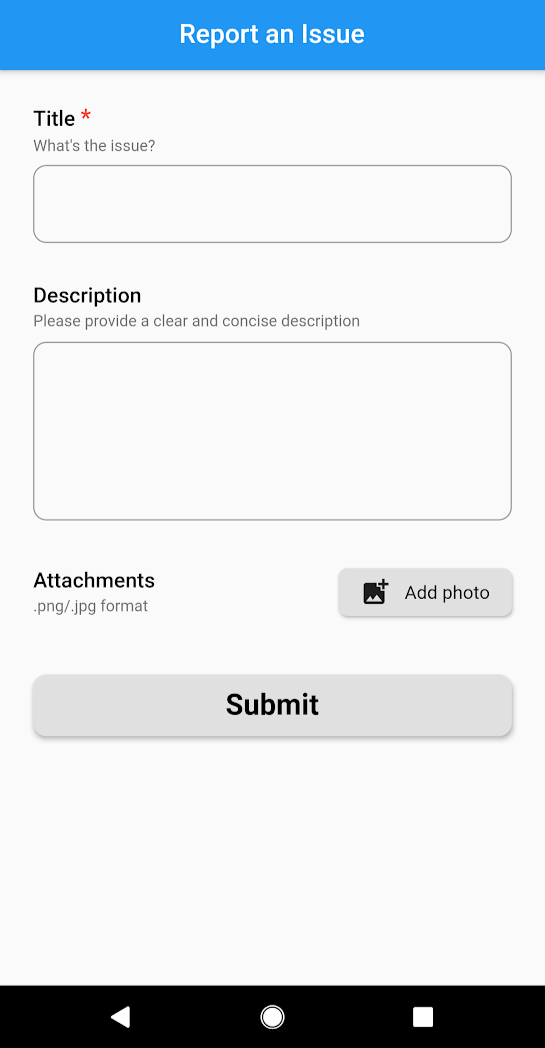 Report an Issue
Title *
What's the issue?
Description
Please provide a clear and concise description
Attachments
.png/.jpg format
Add photo
Submit